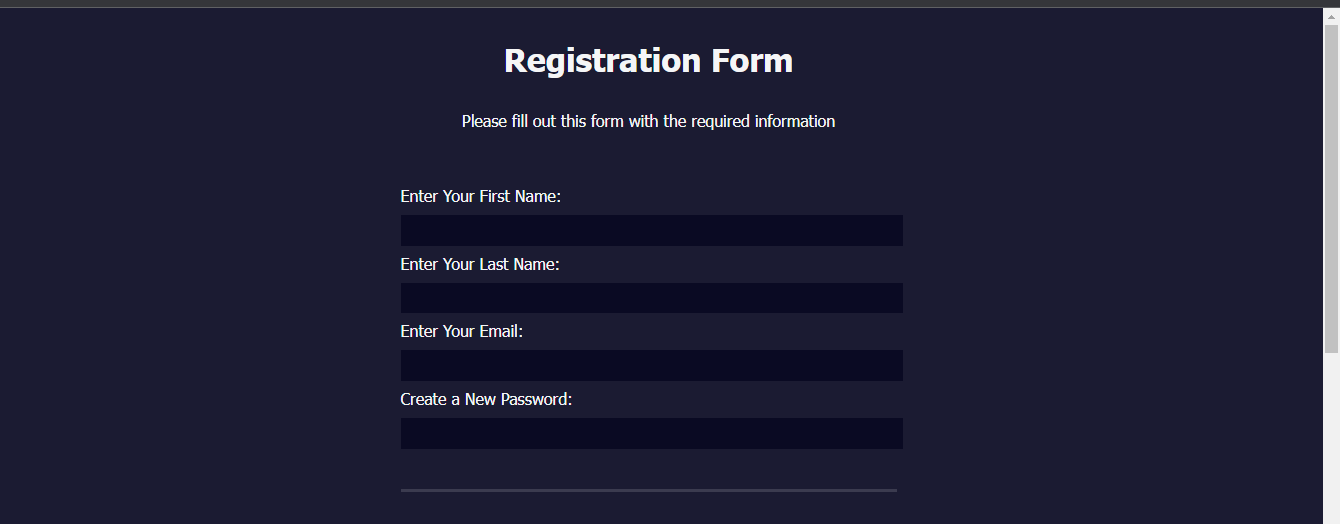 Registration Form
Please fill out this form with the required information
Enter Your First Name:
Enter Your Last Name:
Enter Your Email:
Create a New Password: